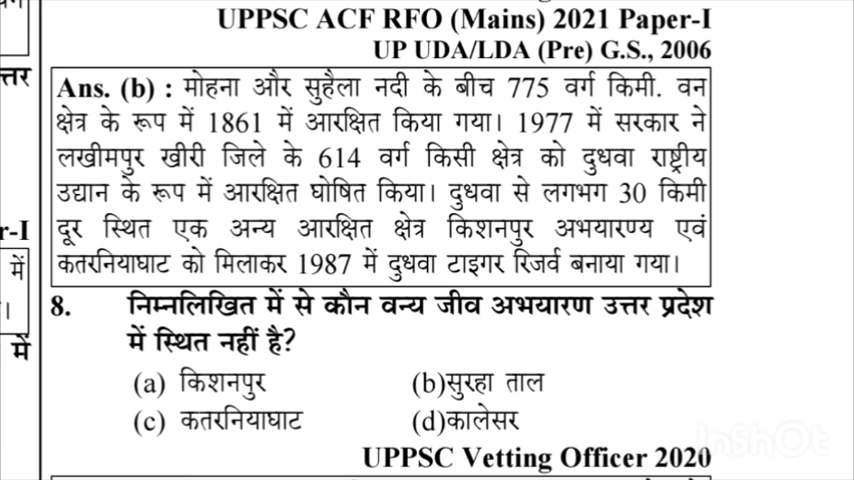 UPPSC ACF RFO (Mains) 2021 Paper-I
UP UDA/LDA (Pre) G.S., 2006
त्तर
Ans. (b) : मोहना और सुहैला नदी के बीच 775 वर्ग किमी. वन
क्षेत्र के रूप में 1861 में आरक्षित किया गया। 1977 में सरकार ने
लखीमपुर खीरी जिले के 614 वर्ग किसी क्षेत्र को दुधवा राष्ट्रीय
उद्यान के रूप में आरक्षित घोषित किया। दुधवा से लगभग 30 किमी
r-I
दूर स्थित एक अन्य आरक्षित क्षेत्र किशनपुर अभयारण्य एवं
में
कतरनियाघाट को मिलाकर 1987 में दुधवा टाइगर रिजर्व बनाया गया।
।
8. निम्नलिखित में से कौन वन्य जीव अभयारण उत्तर प्रदेश
में
में स्थित नहीं है?
(a) किशनपुर (b)सुरहा ताल
(c) कतरनियाघाट (d)कालेसर
InShOt
UPPSC Vetting Officer 2020